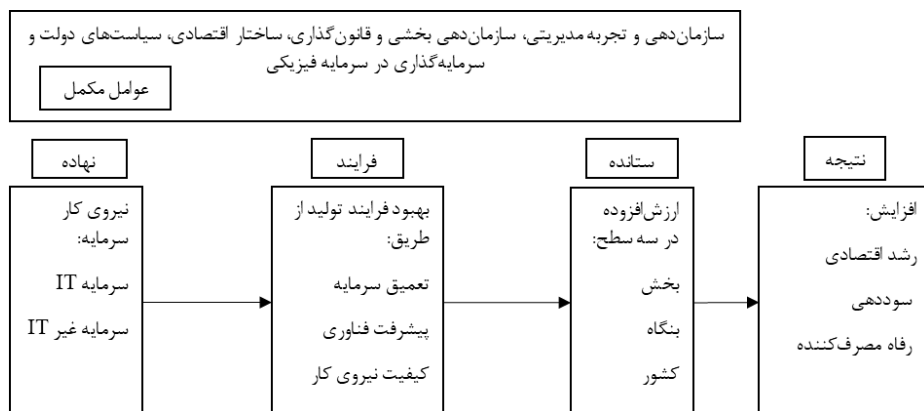 سازمان‌دهی و تجربه مدیریتی، سازمان‌دهی بخشی و قانون‌گذاری، ساختار اقتصادی، سیاست‌های دولت و
سرمایه‌گذاری در سرمایه فیزیکی
عوامل مکمل
نهاده
نیروی کار
سرمایه:
سرمایه IT
سرمایه غیر IT
فرایند
بهبود فرایند تولید از
طریق:
تعمیق سرمایه
پیشرفت فناوری
کیفیت نیروی کار
ستانده
ارزش‌افزوده
در سه سطح:
بخش
بنگاه
کشور
نتیجه
افزایش:
رشد اقتصادی
سوددهی
رفاه مصرف‌کننده